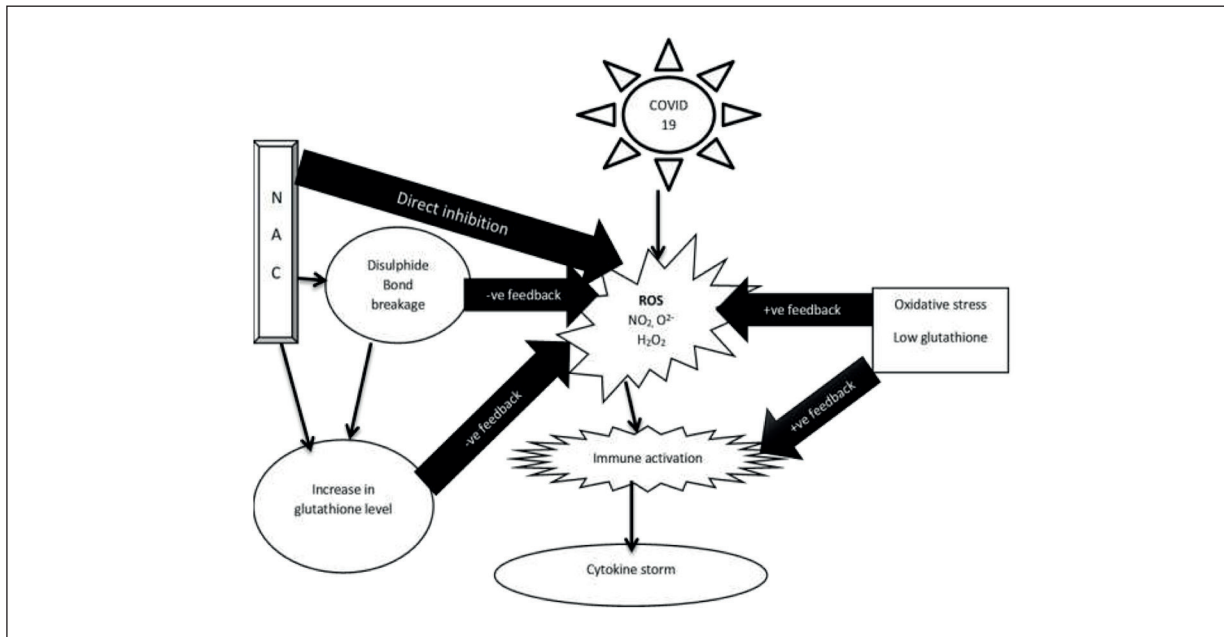 COVID
19
N
A
C
Direct inhibition
Disulphide
Bond
breakage
-ve feedback
ROS
NO₂, O²⁻
H₂O₂
+ve feedback
Oxidative stress
Low glutathione
-ve feedback
+ve feedback
Immune activation
Increase in
glutathione level
Cytokine storm